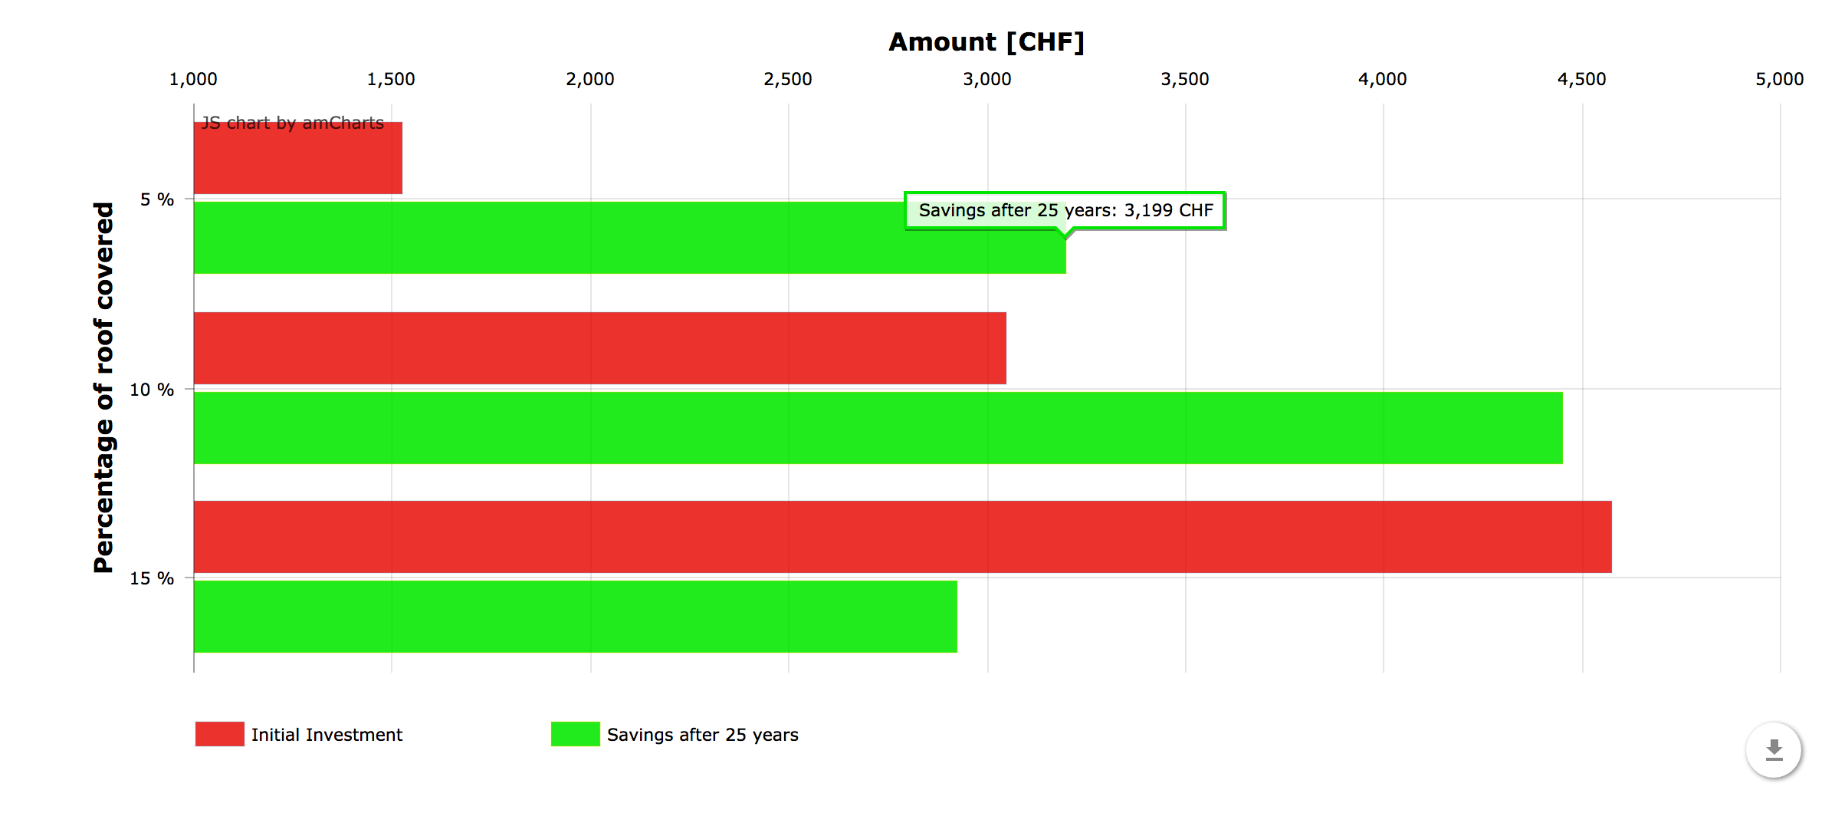 Amount [CHF]
1,000 1,500 2,000 2,500 3,000 3,500 4,000 4,500 5,000
JS chart by amCharts
Percentage of roof covered
5 %
Savings after 25 years: 3,199 CHF
10 %
15 %
Initial Investment
Savings after 25 years